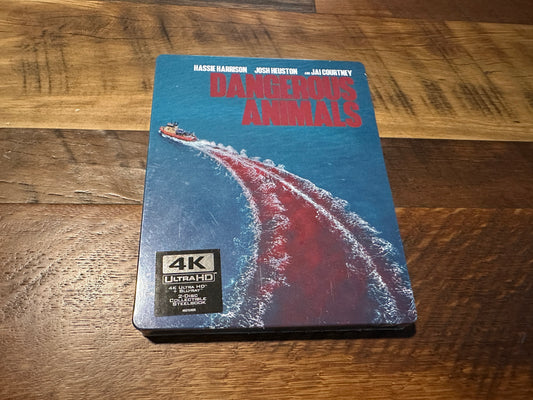 HASSIE HARRISON JOSH HEUSTON AND JAI COURTNEY
DANGEROUS
ANIMALS
4K
ULTRA HD
4K ULTRA HD™
+ BLU-RAY
2-DISC
COLLECTIBLE
STEELBOOK